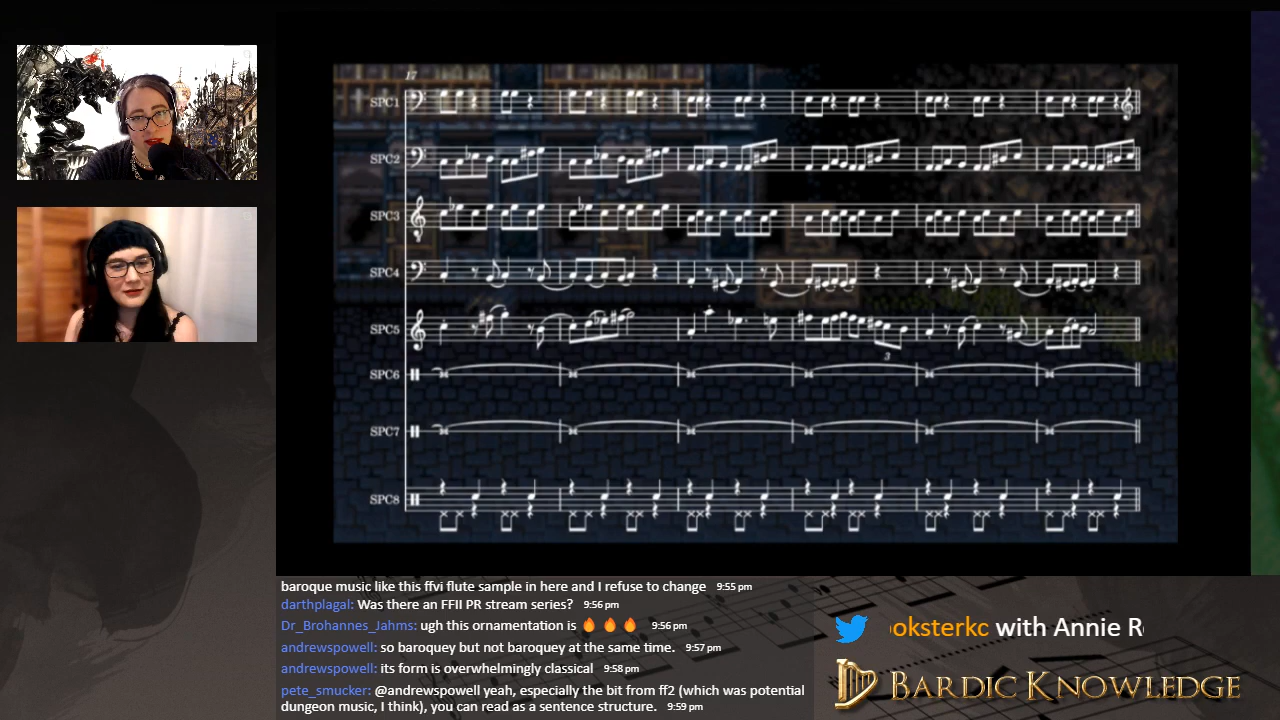 17
SPC1
SPC2
SPC3
SPC4
SPC5
3
SPC6
SPC7
SPC8
baroque music like this ffvi flute sample in here and I refuse to change 9:55 pm
darthplagal: Was there an FFII PR stream series? 9:56 pm
Dr_Brohannes_Jahms: ugh this ornamentation is 🔥 🔥 🔥 9:56 pm
andrewspowell: so baroquey but not baroquey at the same time. 9:57 pm
andrewspowell: its form is overwhelmingly classical 9:58 pm
pete_smucker: @andrewspowell yeah, especially the bit from ff2 (which was potential
dungeon music, I think), you can read as a sentence structure. 9:59 pm
oksterkc with Annie R
BARDIC KNOWLEDGE